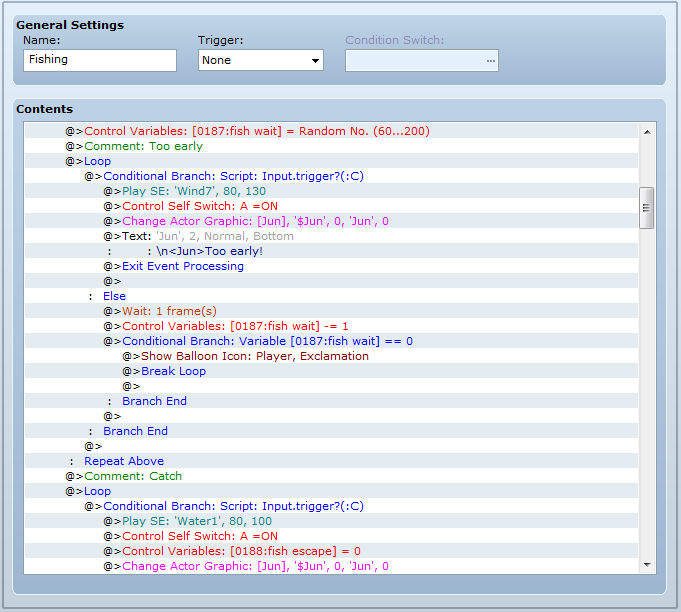 General Settings
Name: Trigger: Condition Switch:
Fishing None ...
Contents
@>Control Variables: [0187:fish wait] = Random No. (60...200)
@>Comment: Too early
@>Loop
@>Conditional Branch: Script: Input.trigger?(:C)
@>Play SE: 'Wind7', 80, 130
@>Control Self Switch: A =ON
@>Change Actor Graphic: [Jun], '$Jun', 0, 'Jun', 0
@>Text: 'Jun', 2, Normal, Bottom
: : \n<Jun>Too early!
@>Exit Event Processing
@>
: Else
@>Wait: 1 frame(s)
@>Control Variables: [0187:fish wait] -= 1
@>Conditional Branch: Variable [0187:fish wait] == 0
@>Show Balloon Icon: Player, Exclamation
@>Break Loop
@>
: Branch End
@>
: Branch End
@>
: Repeat Above
@>Comment: Catch
@>Loop
@>Conditional Branch: Script: Input.trigger?(:C)
@>Play SE: 'Water1', 80, 100
@>Control Self Switch: A =ON
@>Control Variables: [0188:fish escape] = 0
@>Change Actor Graphic: [Jun], '$Jun', 0, 'Jun', 0